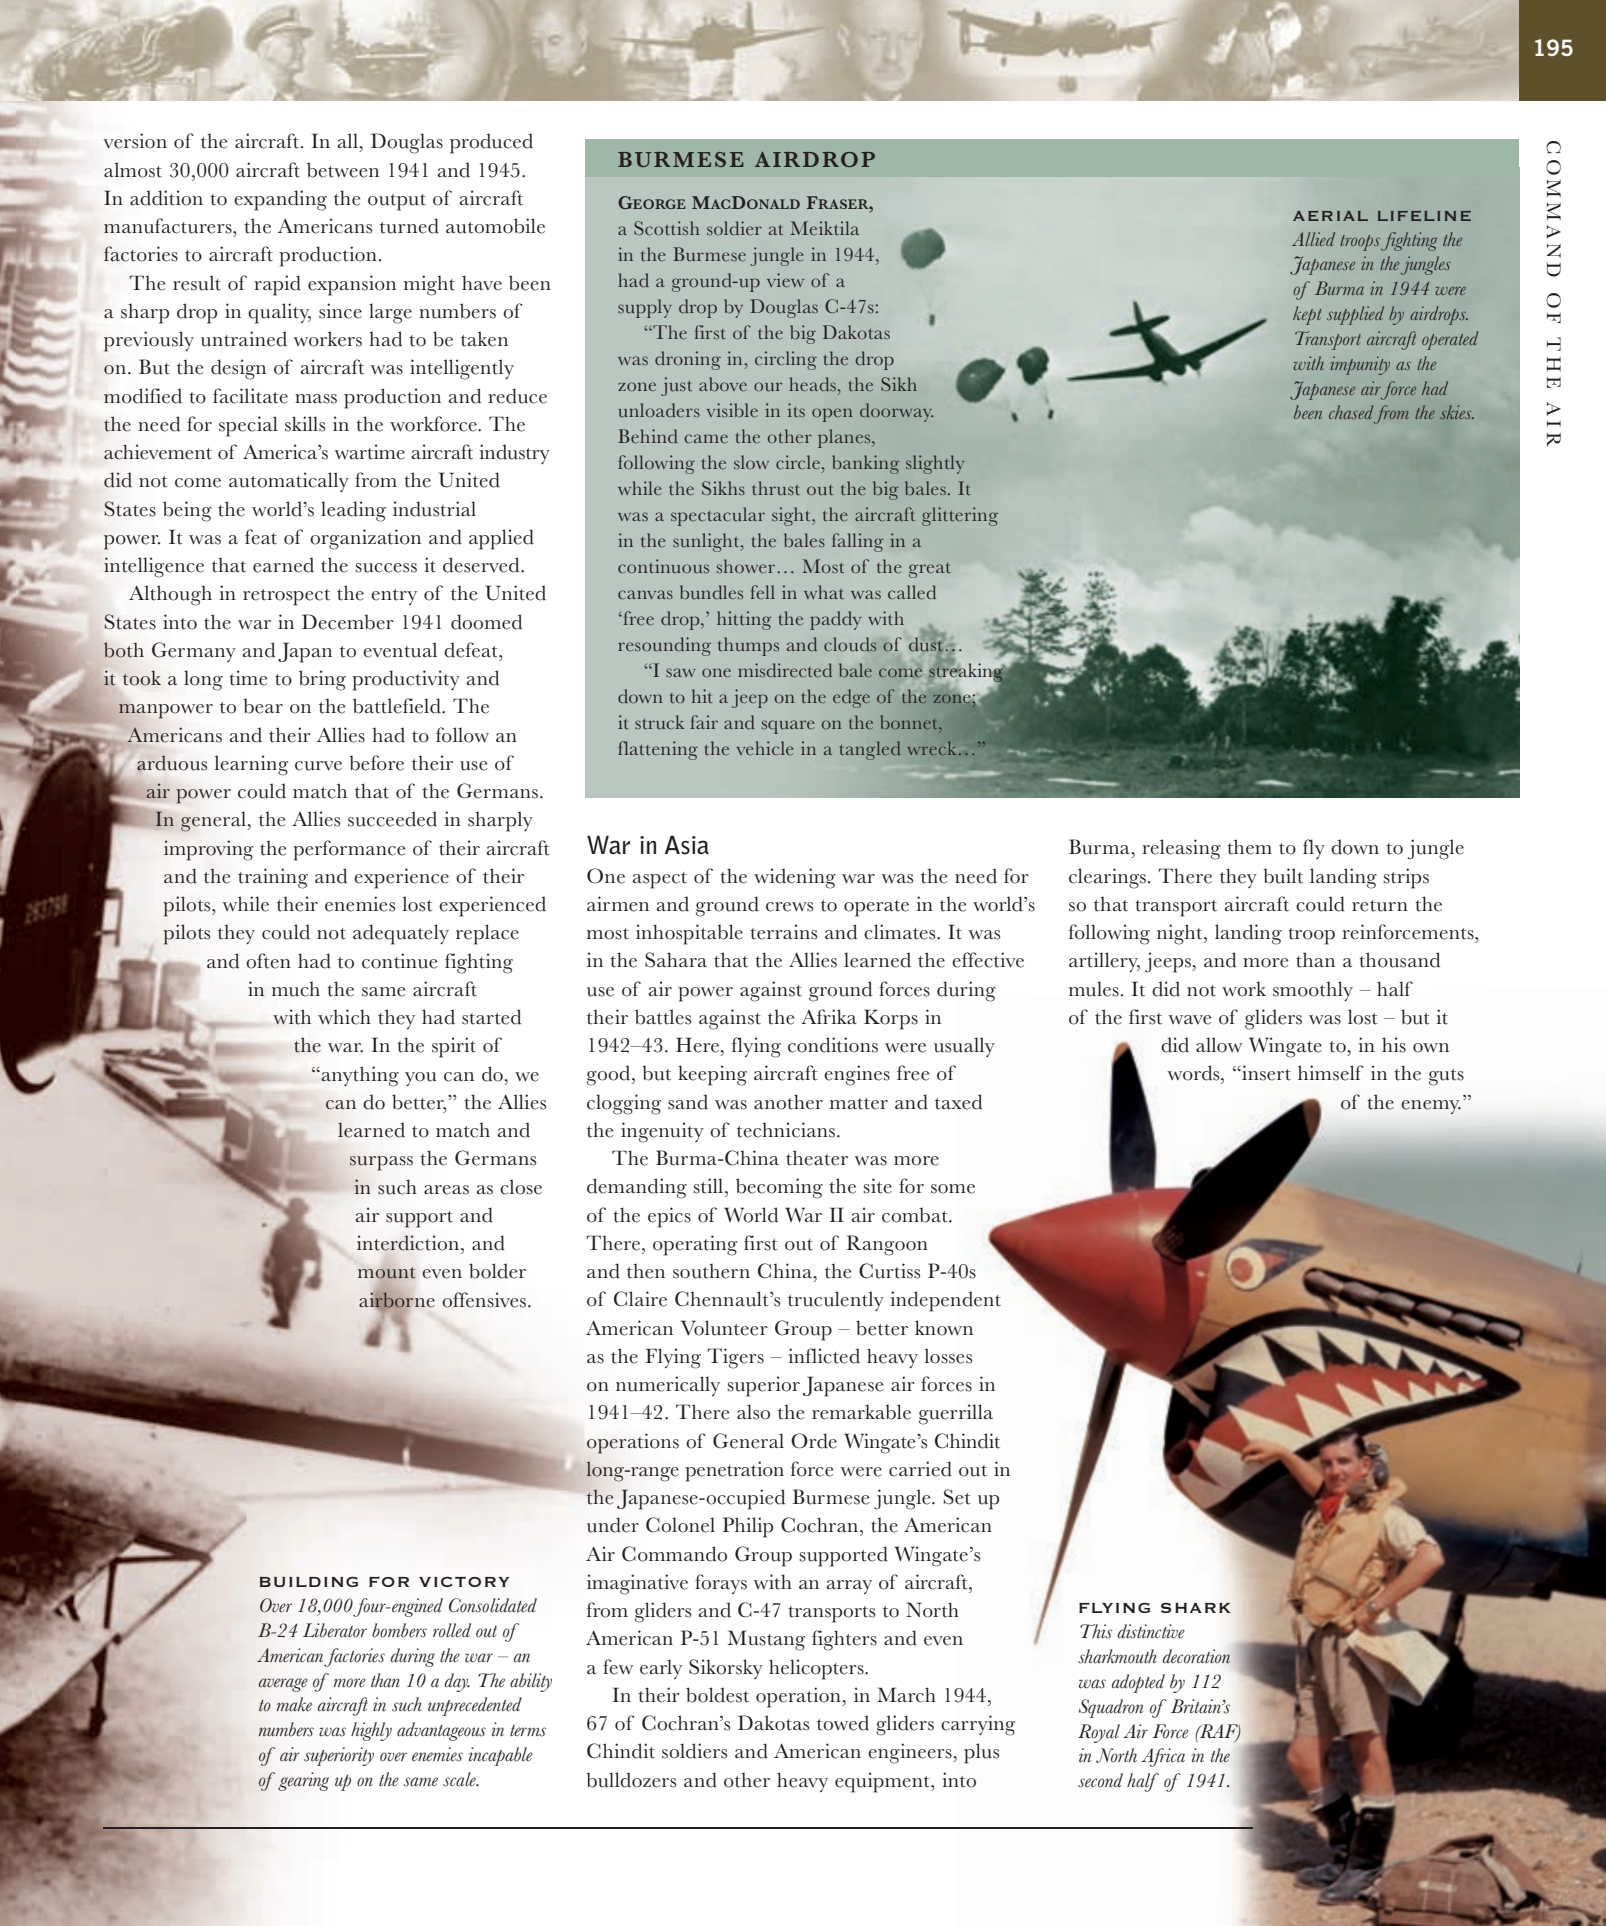 195
COMMAND OF THE AIR
version of the aircraft. In all, Douglas produced
almost 30,000 aircraft between 1941 and 1945.
In addition to expanding the output of aircraft
manufacturers, the Americans turned automobile
factories to aircraft production.
The result of rapid expansion might have been
a sharp drop in quality, since large numbers of
previously untrained workers had to be taken
on. But the design of aircraft was intelligently
modified to facilitate mass production and reduce
the need for special skills in the workforce. The
achievement of America’s wartime aircraft industry
did not come automatically from the United
States being the world’s leading industrial
power. It was a feat of organization and applied
intelligence that earned the success it deserved.
Although in retrospect the entry of the United
States into the war in December 1941 doomed
both Germany and Japan to eventual defeat,
it took a long time to bring productivity and
manpower to bear on the battlefield. The
Americans and their Allies had to follow an
arduous learning curve before their use of
air power could match that of the Germans.
In general, the Allies succeeded in sharply
improving the performance of their aircraft
and the training and experience of their
pilots, while their enemies lost experienced
pilots they could not adequately replace
and often had to continue fighting
in much the same aircraft
with which they had started
the war. In the spirit of
“anything you can do, we
can do better,” the Allies
learned to match and
surpass the Germans
in such areas as close
air support and
interdiction, and
mount even bolder
airborne offensives.
BUILDING FOR VICTORY
Over 18,000 four-engined Consolidated
B-24 Liberator bombers rolled out of
American factories during the war – an
average of more than 10 a day. The ability
to make aircraft in such unprecedented
numbers was highly advantageous in terms
of air superiority over enemies incapable
of gearing up on the same scale.
BURMESE AIRDROP
GEORGE MACDONALD FRASER,
a Scottish soldier at Meiktila
in the Burmese jungle in 1944,
had a ground-up view of a
supply drop by Douglas C-47s:
“The first of the big Dakotas
was droning in, circling the drop
zone just above our heads, the Sikh
unloaders visible in its open doorway.
Behind came the other planes,
following the slow circle, banking slightly
while the Sikhs thrust out the big bales. It
was a spectacular sight, the aircraft glittering
in the sunlight, the bales falling in a
continuous shower… Most of the great
canvas bundles fell in what was called
‘free drop,’ hitting the paddy with
resounding thumps and clouds of dust…
“I saw one misdirected bale come streaking
down to hit a jeep on the edge of the zone;
it struck fair and square on the bonnet,
flattening the vehicle in a tangled wreck…”
AERIAL LIFELINE
Allied troops fighting the
Japanese in the jungles
of Burma in 1944 were
kept supplied by airdrops.
Transport aircraft operated
with impunity as the
Japanese air force had
been chased from the skies.
War in Asia
One aspect of the widening war was the need for
airmen and ground crews to operate in the world’s
most inhospitable terrains and climates. It was
in the Sahara that the Allies learned the effective
use of air power against ground forces during
their battles against the Afrika Korps in
1942–43. Here, flying conditions were usually
good, but keeping aircraft engines free of
clogging sand was another matter and taxed
the ingenuity of technicians.
The Burma-China theater was more
demanding still, becoming the site for some
of the epics of World War II air combat.
There, operating first out of Rangoon
and then southern China, the Curtiss P-40s
of Claire Chennault’s truculently independent
American Volunteer Group – better known
as the Flying Tigers – inflicted heavy losses
on numerically superior Japanese air forces in
1941–42. There also the remarkable guerrilla
operations of General Orde Wingate’s Chindit
long-range penetration force were carried out in
the Japanese-occupied Burmese jungle. Set up
under Colonel Philip Cochran, the American
Air Commando Group supported Wingate’s
imaginative forays with an array of aircraft,
from gliders and C-47 transports to North
American P-51 Mustang fighters and even
a few early Sikorsky helicopters.
In their boldest operation, in March 1944,
67 of Cochran’s Dakotas towed gliders carrying
Chindit soldiers and American engineers, plus
bulldozers and other heavy equipment, into
Burma, releasing them to fly down to jungle
clearings. There they built landing strips
so that transport aircraft could return the
following night, landing troop reinforcements,
artillery, jeeps, and more than a thousand
mules. It did not work smoothly – half
of the first wave of gliders was lost – but it
did allow Wingate to, in his own
words, “insert himself in the guts
of the enemy.”
FLYING SHARK
This distinctive
sharkmouth decoration
was adopted by 112
Squadron of Britain’s
Royal Air Force (RAF)
in North Africa in the
second half of 1941.